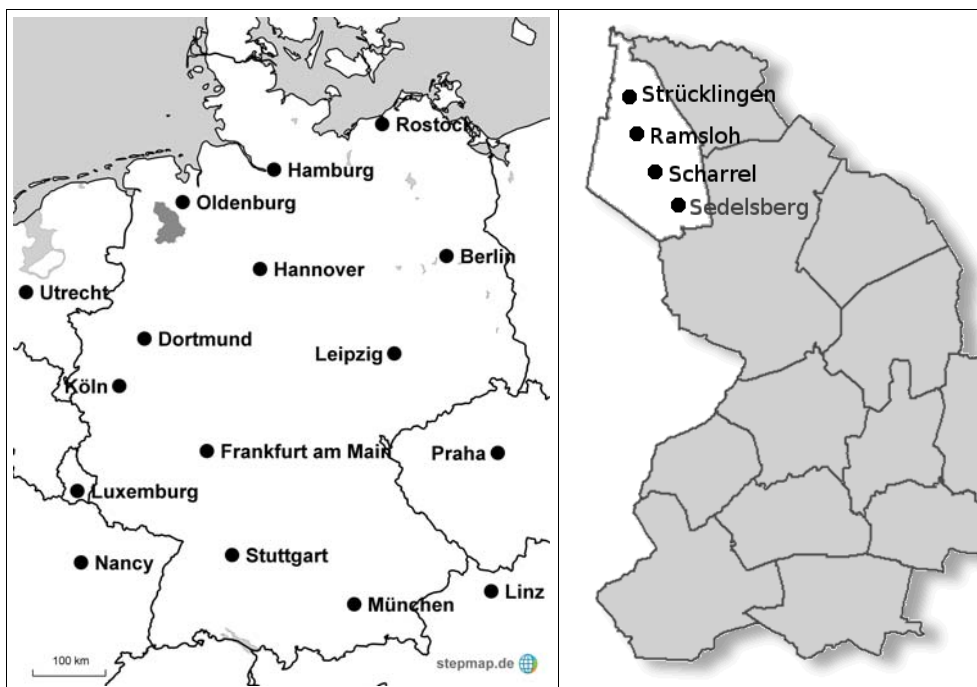 Rostock
Hamburg
Oldenburg
Berlin
Hannover
Utrecht
Dortmund
Leipzig
Köln
Frankfurt am Main
Praha
Luxemburg
Stuttgart
Nancy
Linz
München
100 km
stepmap.de
Strücklingen
Ramsloh
Scharrel
Sedelsberg